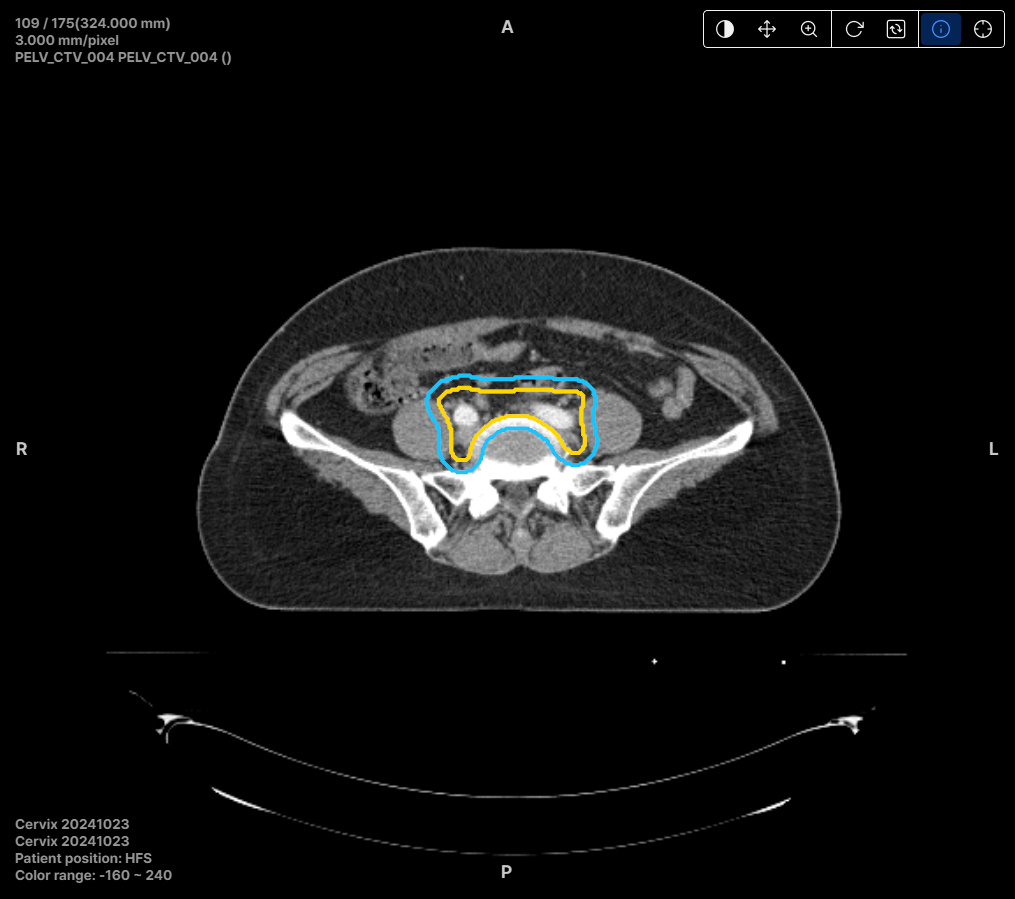 109 / 175(324.000 mm)
3.000 mm/pixel
PELV_CTV_004 PELV_CTV_004 ()
A
R
L
Cervix 20241023
Cervix 20241023
Patient position: HFS
Color range: -160 ~ 240
P